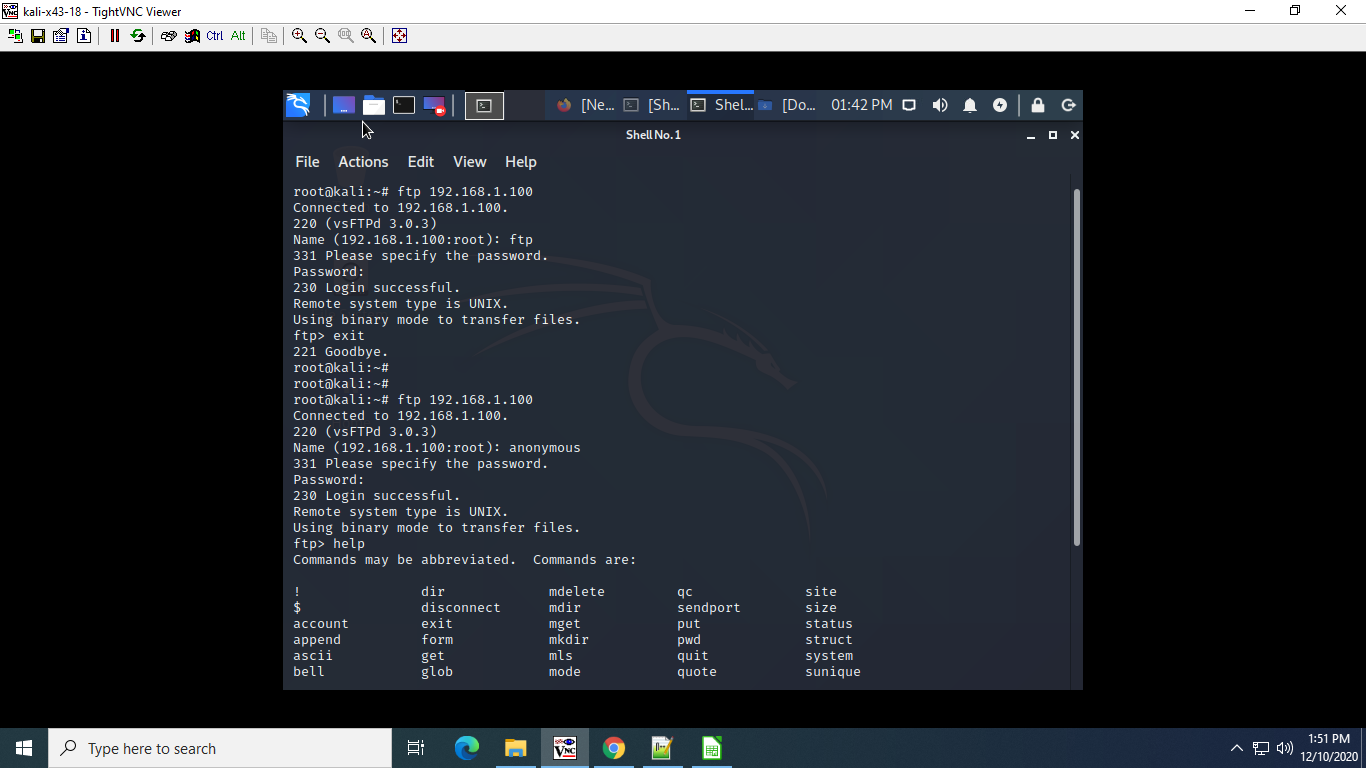 kali-x43-18 - TightVNC Viewer
Ctrl Alt
[Ne... [Sh... Shel... [Do... 01:42 PM
Shell No.1
File Actions Edit View Help
root@kali:~# ftp 192.168.1.100
Connected to 192.168.1.100.
220 (vsFTPd 3.0.3)
Name (192.168.1.100:root): ftp
331 Please specify the password.
Password:
230 Login successful.
Remote system type is UNIX.
Using binary mode to transfer files.
ftp> exit
221 Goodbye.
root@kali:~#
root@kali:~#
root@kali:~# ftp 192.168.1.100
Connected to 192.168.1.100.
220 (vsFTPd 3.0.3)
Name (192.168.1.100:root): anonymous
331 Please specify the password.
Password:
230 Login successful.
Remote system type is UNIX.
Using binary mode to transfer files.
ftp> help
Commands may be abbreviated.  Commands are:
! dir mdelete qc site
$ disconnect mdir sendport size
account exit mget put status
append form mkdir pwd struct
ascii get mls quit system
bell glob mode quote sunique
Type here to search
1:51 PM
12/10/2020